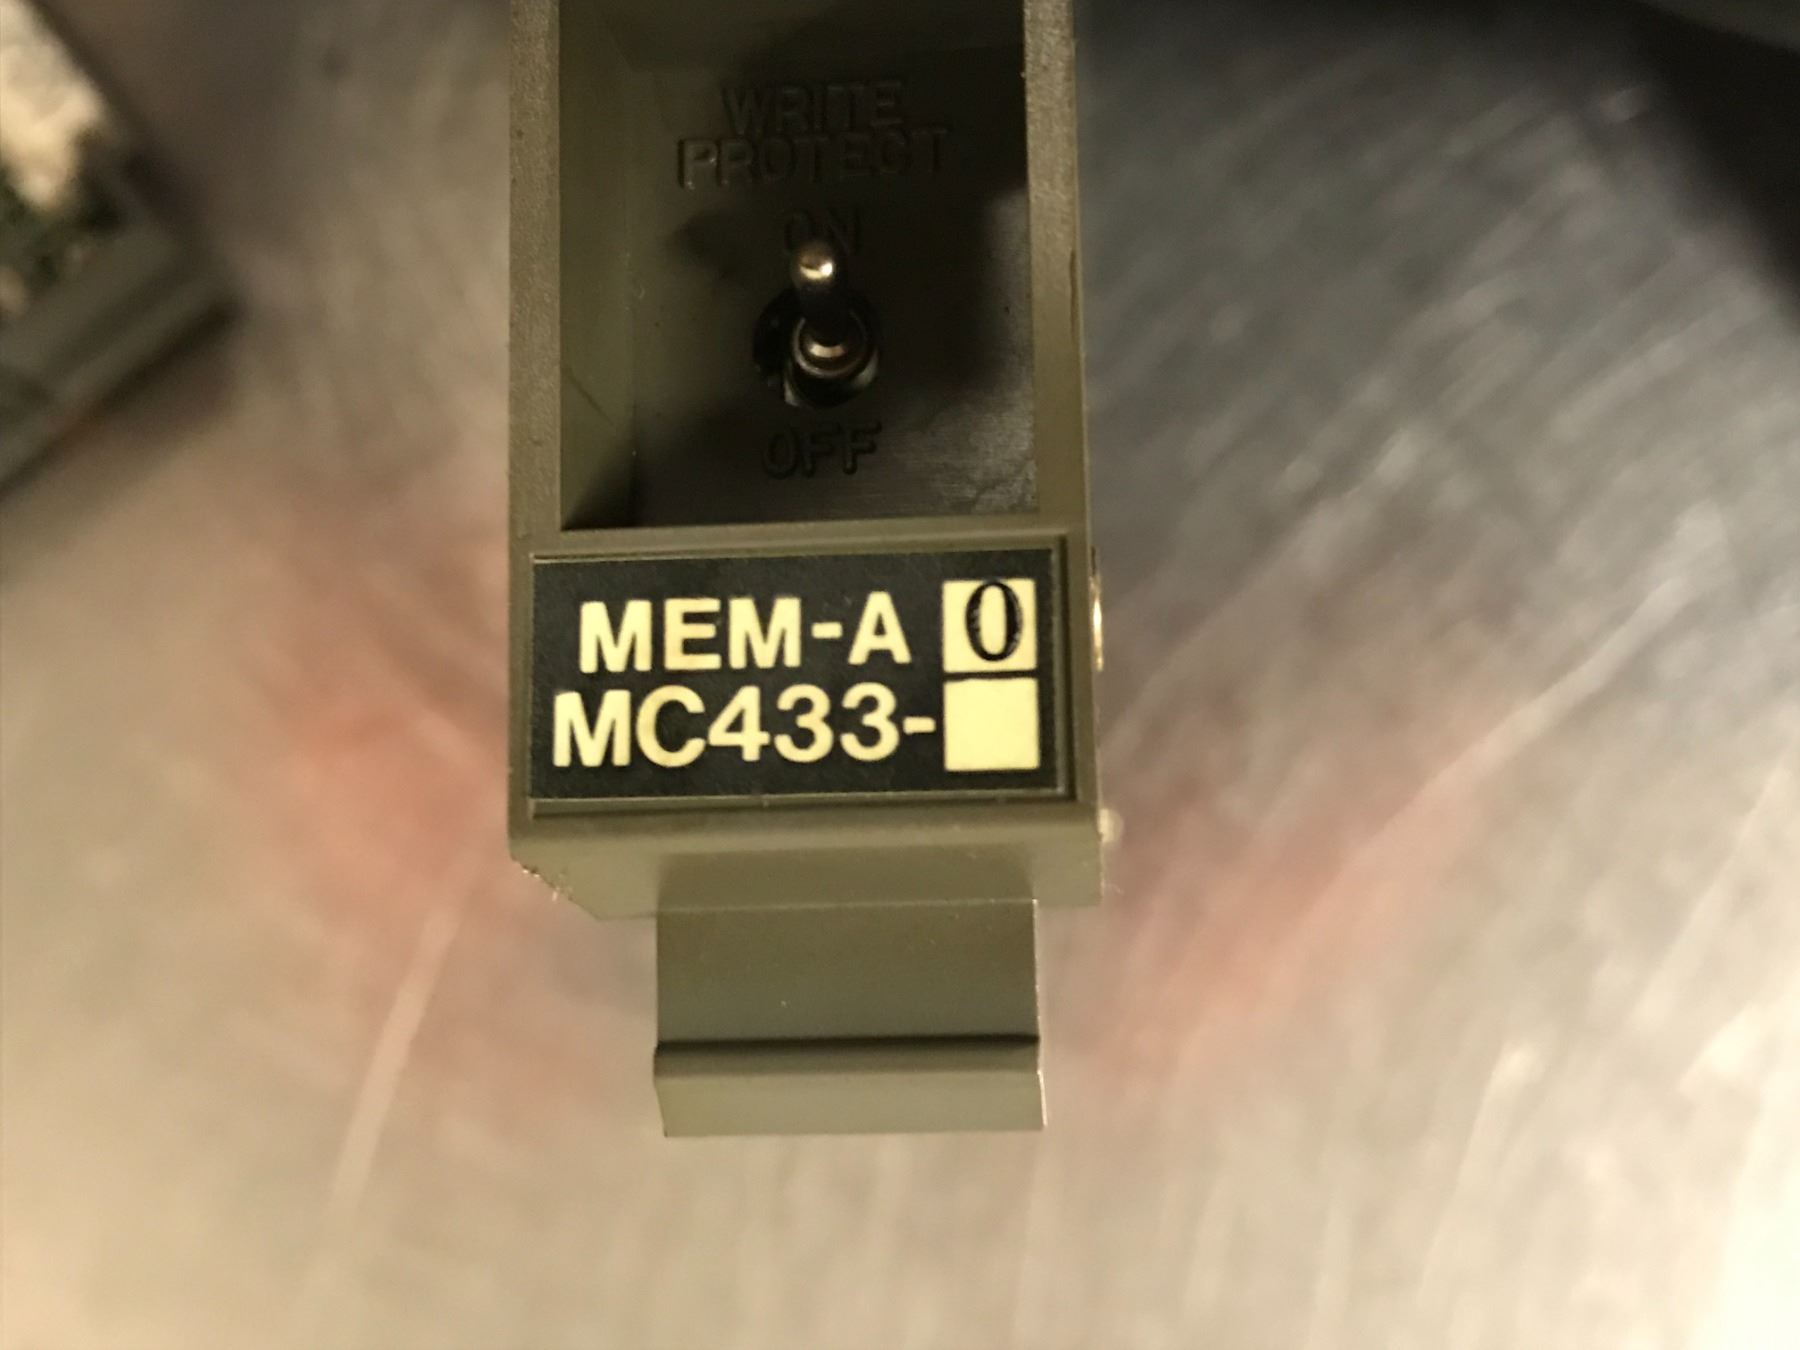 WRITE
PROTECT
ON
OFF
MEM-A 0
MC433-